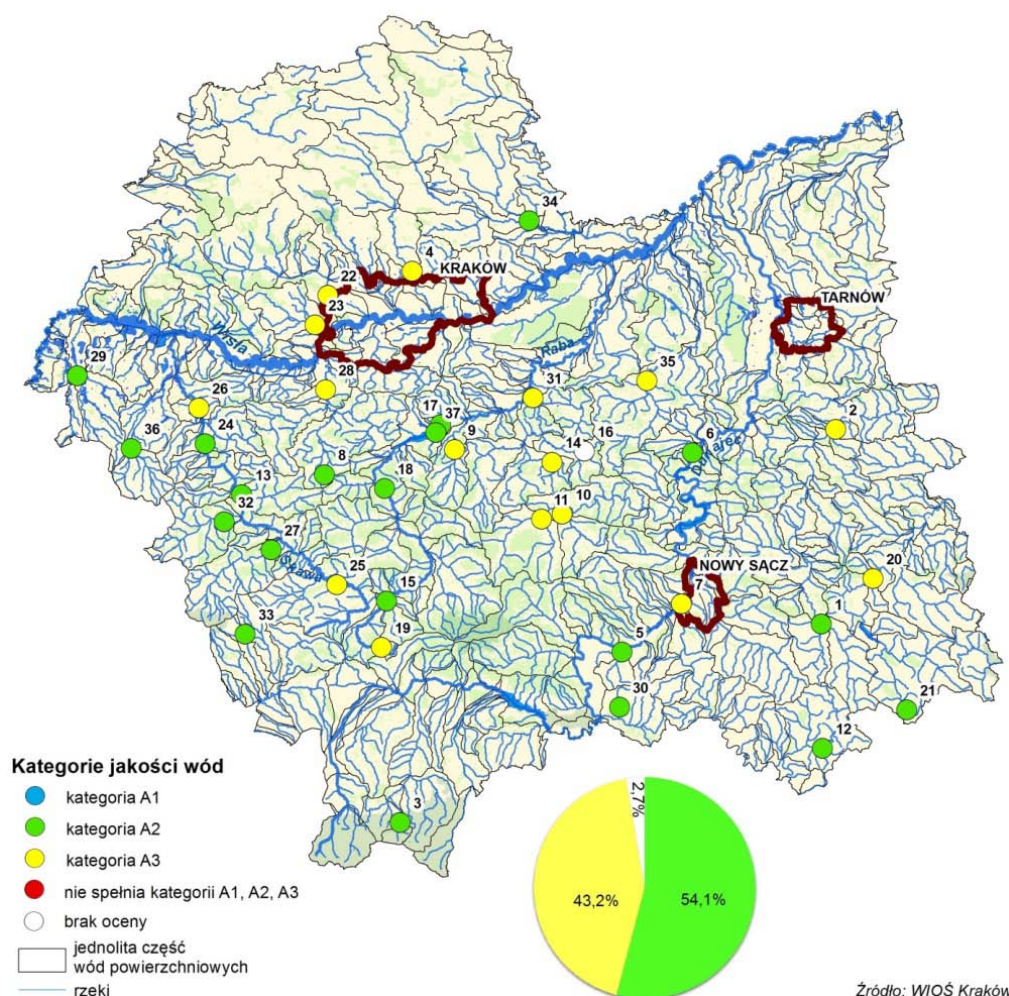 34
4
KRAKÓW
22
23
TARNÓW
Wisła
Raba
29
28
31
35
26
17
37
2
36
24
9
14
16
6
Dunajec
8
18
13
32
11
10
27
Skawa
25
NOWY SĄCZ
20
7
15
1
33
19
5
30
21
12
3
Kategorie jakości wód
kategoria A1
kategoria A2
kategoria A3
nie spełnia kategorii A1, A2, A3
brak oceny
jednolita część
wód powierzchniowych
rzeki
2,7%
43,2%
54,1%
Źródło: WIOŚ Kraków